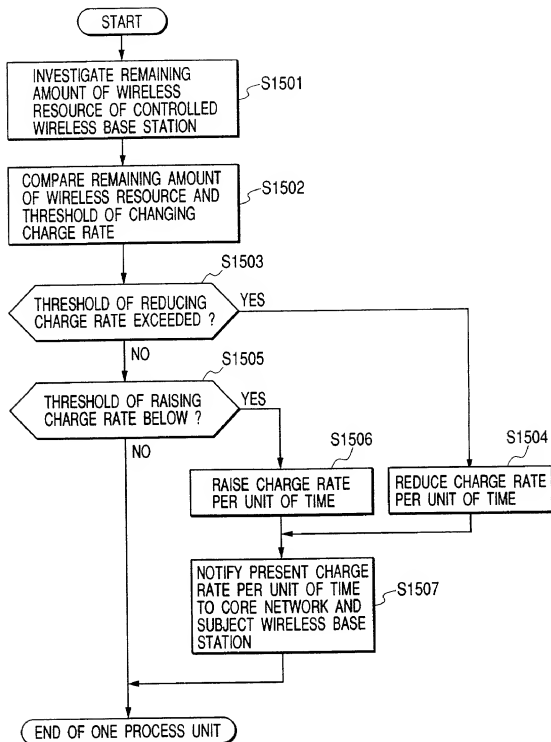 START
INVESTIGATE REMAINING
AMOUNT OF WIRELESS
RESOURCE OF CONTROLLED
WIRELESS BASE STATION
S1501
COMPARE REMAINING AMOUNT
OF WIRELESS RESOURCE AND
THRESHOLD OF CHANGING
CHARGE RATE
S1502
S1503
THRESHOLD OF REDUCING
CHARGE RATE EXCEEDED ?
YES
NO
S1505
THRESHOLD OF RAISING
CHARGE RATE BELOW ?
YES
NO
S1506
RAISE CHARGE RATE
PER UNIT OF TIME
S1504
REDUCE CHARGE RATE
PER UNIT OF TIME
NOTIFY PRESENT CHARGE
RATE PER UNIT OF TIME
TO CORE NETWORK AND
SUBJECT WIRELESS BASE
STATION
S1507
END OF ONE PROCESS UNIT